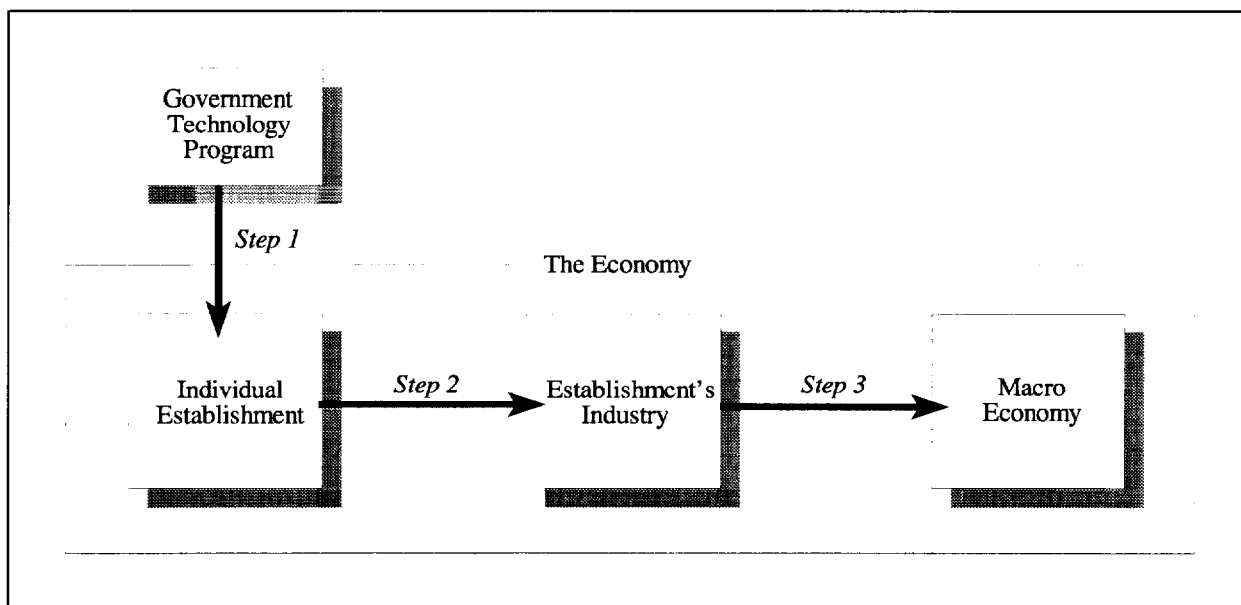 Government
Technology
Program
Step 1
The Economy
Individual
Establishment
Step 2
Establishment's
Industry
Step 3
Macro
Economy